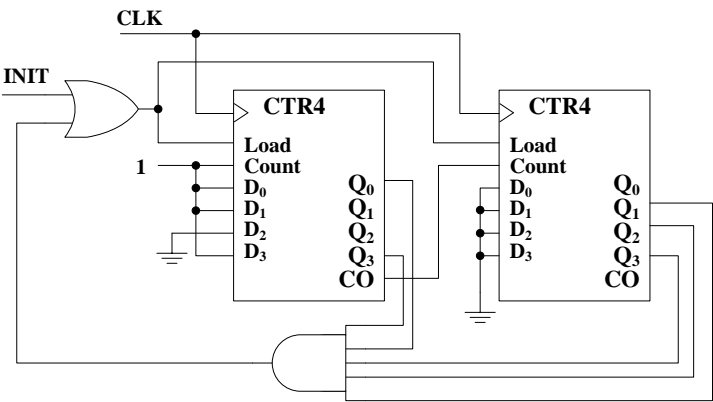 CLK
INIT
CTR4
Load
1
Count
D0
D1
D2
D3
Q0
Q1
Q2
Q3
CO
CTR4
Load
Count
D0
D1
D2
D3
Q0
Q1
Q2
Q3
CO